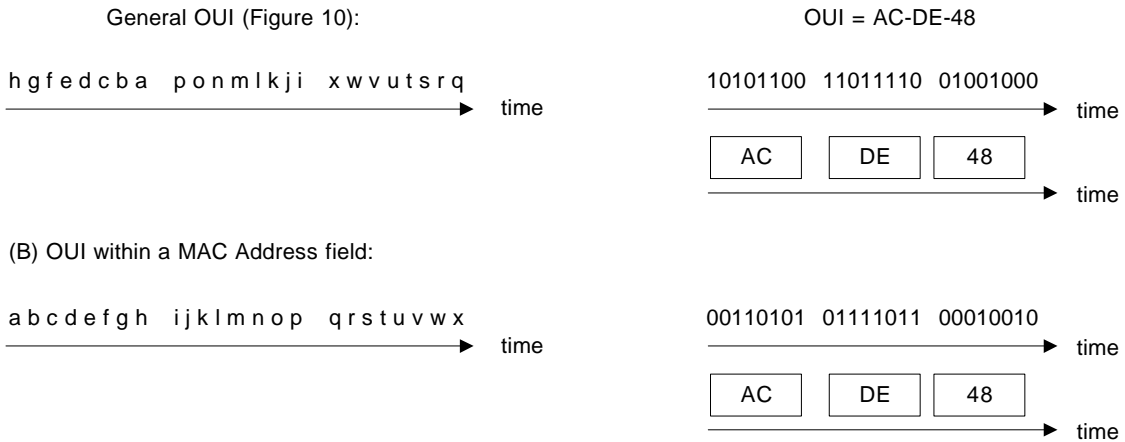 General OUI (Figure 10):
OUI = AC-DE-48
h g f e d c b a p o n m l k j i x w v u t s r q
time
10101100 11011110 01001000
time
AC DE 48
time
(B) OUI within a MAC Address field:
a b c d e f g h i j k l m n o p q r s t u v w x
time
00110101 01111011 00010010
time
AC DE 48
time